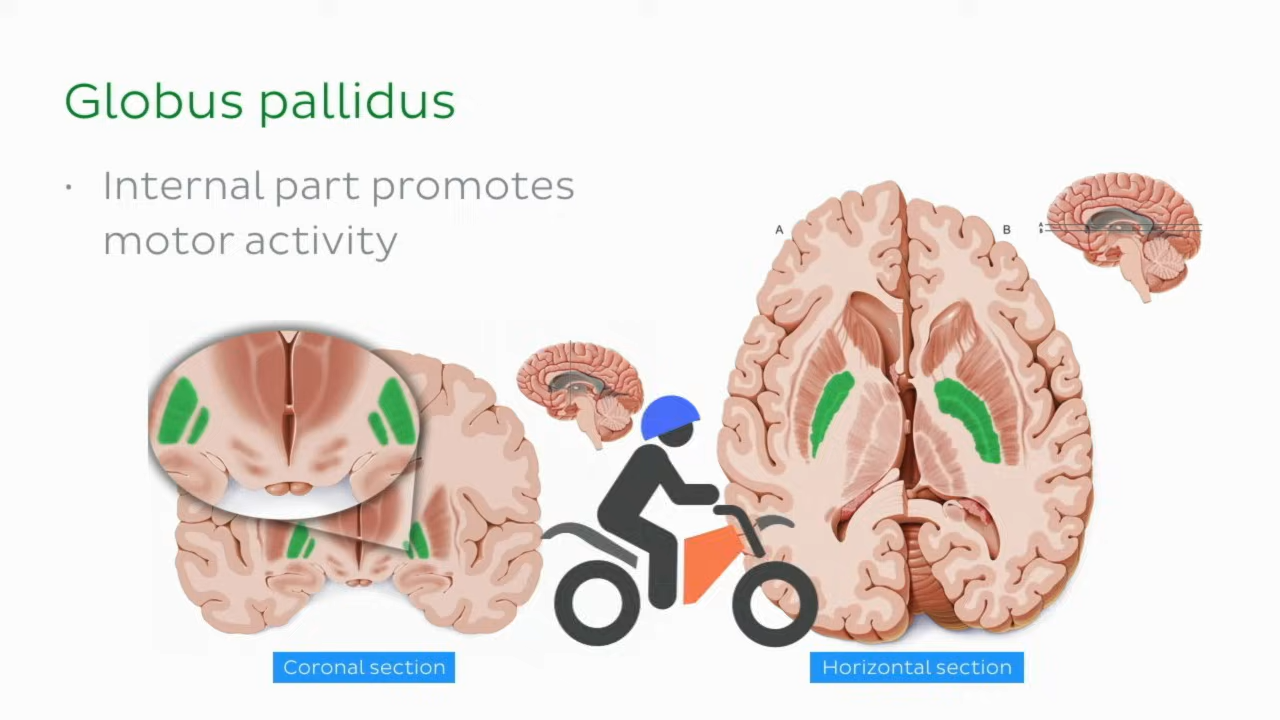 Globus pallidus
• Internal part promotes
motor activity
A
B
A
B
Coronal section
Horizontal section